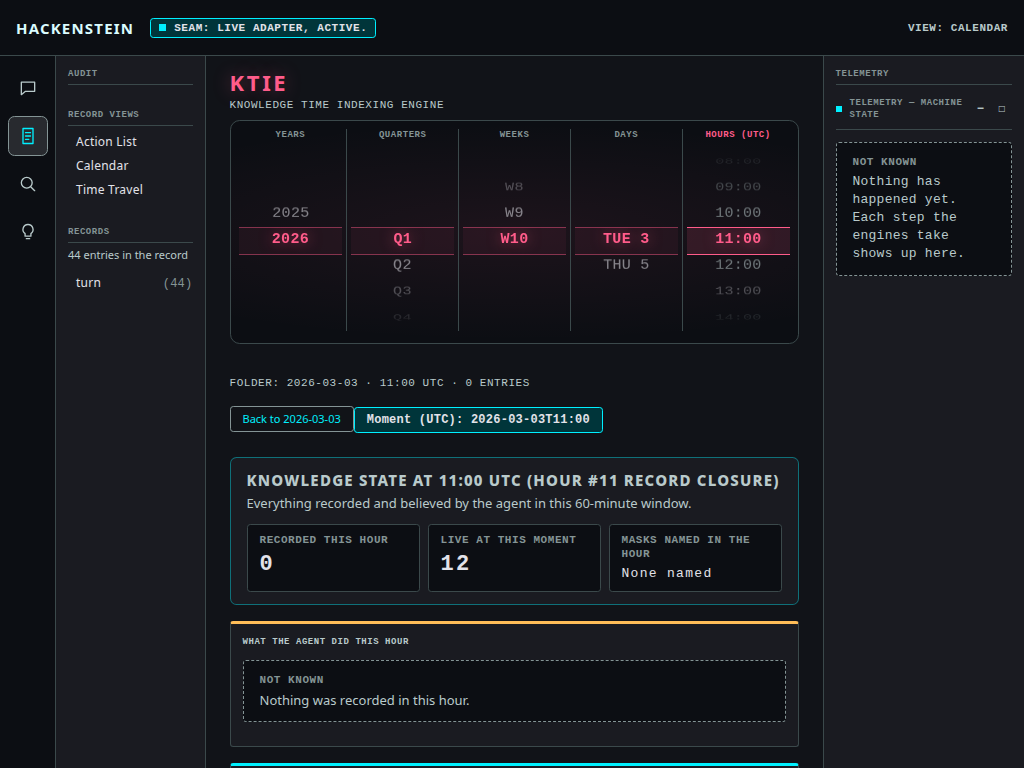 HACKENSTEIN
SEAM: LIVE ADAPTER, ACTIVE.
VIEW: CALENDAR
AUDIT
RECORD VIEWS
Action List
Calendar
Time Travel
RECORDS
44 entries in the record
turn (44)
KTIE
KNOWLEDGE TIME INDEXING ENGINE
YEARS QUARTERS WEEKS DAYS HOURS (UTC)
08:00
W8 09:00
2025 W9 10:00
2026 Q1 W10 TUE 3 11:00
Q2 THU 5 12:00
Q3 13:00
Q4 14:00
FOLDER: 2026-03-03 · 11:00 UTC · 0 ENTRIES
Back to 2026-03-03
Moment (UTC): 2026-03-03T11:00
KNOWLEDGE STATE AT 11:00 UTC (HOUR #11 RECORD CLOSURE)
Everything recorded and believed by the agent in this 60-minute window.
RECORDED THIS HOUR
0
LIVE AT THIS MOMENT
12
MASKS NAMED IN THE
HOUR
None named
WHAT THE AGENT DID THIS HOUR
NOT KNOWN
Nothing was recorded in this hour.
TELEMETRY
TELEMETRY — MACHINE
STATE
NOT KNOWN
Nothing has
happened yet.
Each step the
engines take
shows up here.